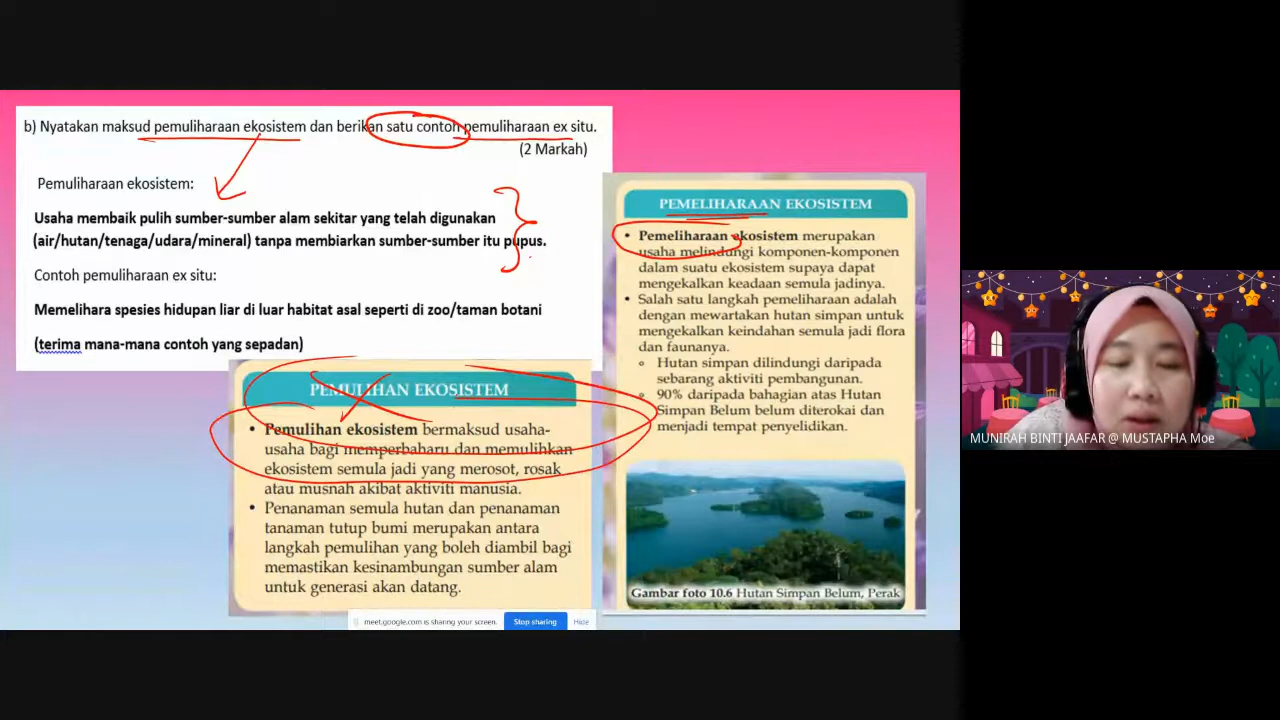 b) Nyatakan maksud pemuliharaan ekosistem dan berikan satu contoh pemuliharaan ex situ.
(2 Markah)
Pemuliharaan ekosistem:
Usaha membaik pulih sumber-sumber alam sekitar yang telah digunakan
(air/hutan/tenaga/udara/mineral) tanpa membiarkan sumber-sumber itu pupus.
Contoh pemuliharaan ex situ:
Memelihara spesies hidupan liar di luar habitat asal seperti di zoo/taman botani
(terima mana-mana contoh yang sepadan)
PEMULIHAN EKOSISTEM
• Pemulihan ekosistem bermaksud usaha-
usaha bagi memperbaharu dan memulihkan
ekosistem semula jadi yang merosot, rosak
atau musnah akibat aktiviti manusia.
• Penanaman semula hutan dan penanaman
tanaman tutup bumi merupakan antara
langkah pemulihan yang boleh diambil bagi
memastikan kesinambungan sumber alam
untuk generasi akan datang.
PEMELIHARAAN EKOSISTEM
• Pemeliharaan ekosistem merupakan
usaha melindungi komponen-komponen
dalam suatu ekosistem supaya dapat
mengekalkan keadaan semula jadinya.
• Salah satu langkah pemeliharaan adalah
dengan mewartakan hutan simpan untuk
mengekalkan keindahan semula jadi flora
dan faunanya.
Hutan simpan dilindungi daripada
sebarang aktiviti pembangunan.
90% daripada bahagian atas Hutan
Simpan Belum belum diterokai dan
menjadi tempat penyelidikan.
Gambar foto 10.6 Hutan Simpan Belum, Perak
meet.google.com is sharing your screen.
Stop sharing
Hide
MUNIRAH BINTI JAAFAR @ MUSTAPHA Moe